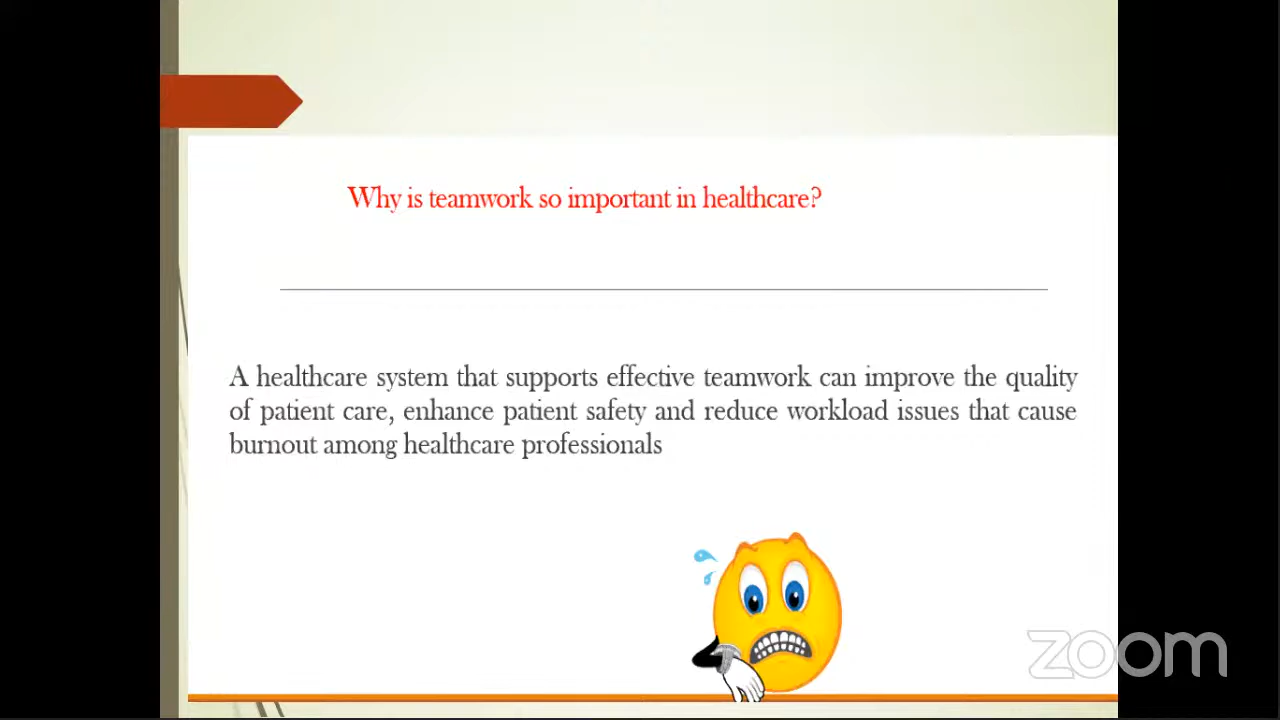 Why is teamwork so important in healthcare?
A healthcare system that supports effective teamwork can improve the quality
of patient care, enhance patient safety and reduce workload issues that cause
burnout among healthcare professionals
zoom